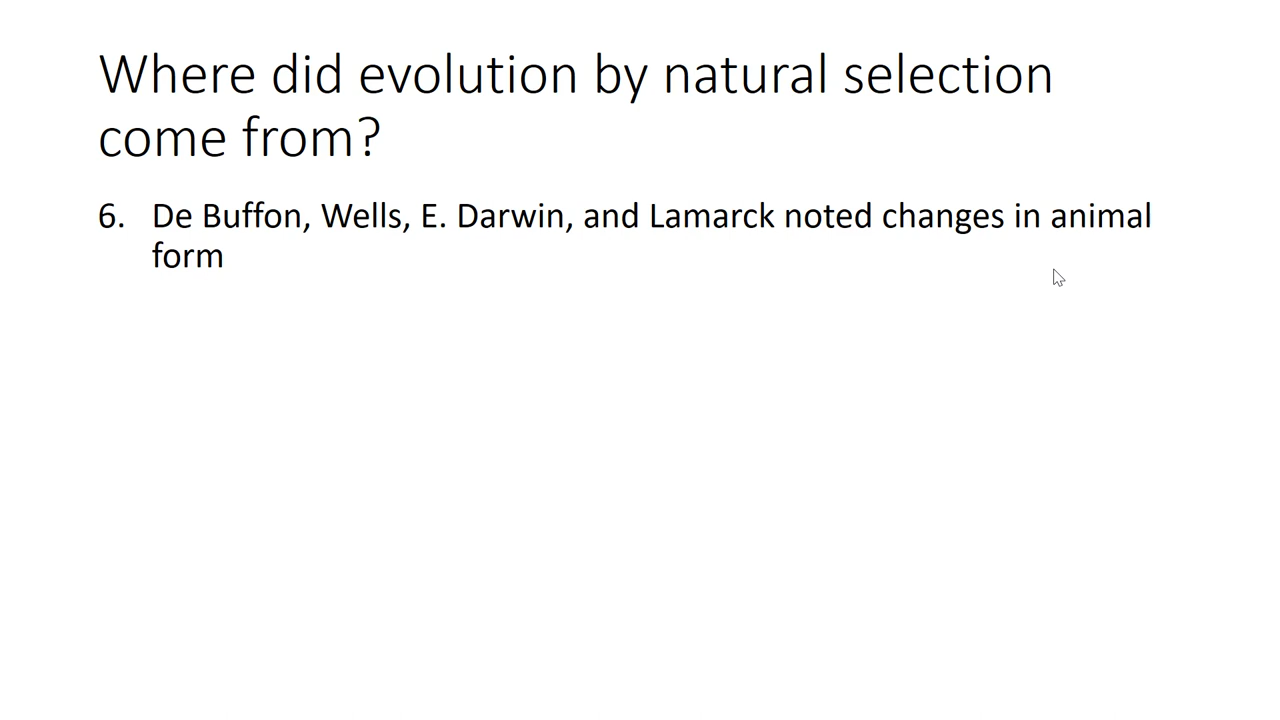 Where did evolution by natural selection
come from?
6. De Buffon, Wells, E. Darwin, and Lamarck noted changes in animal
form